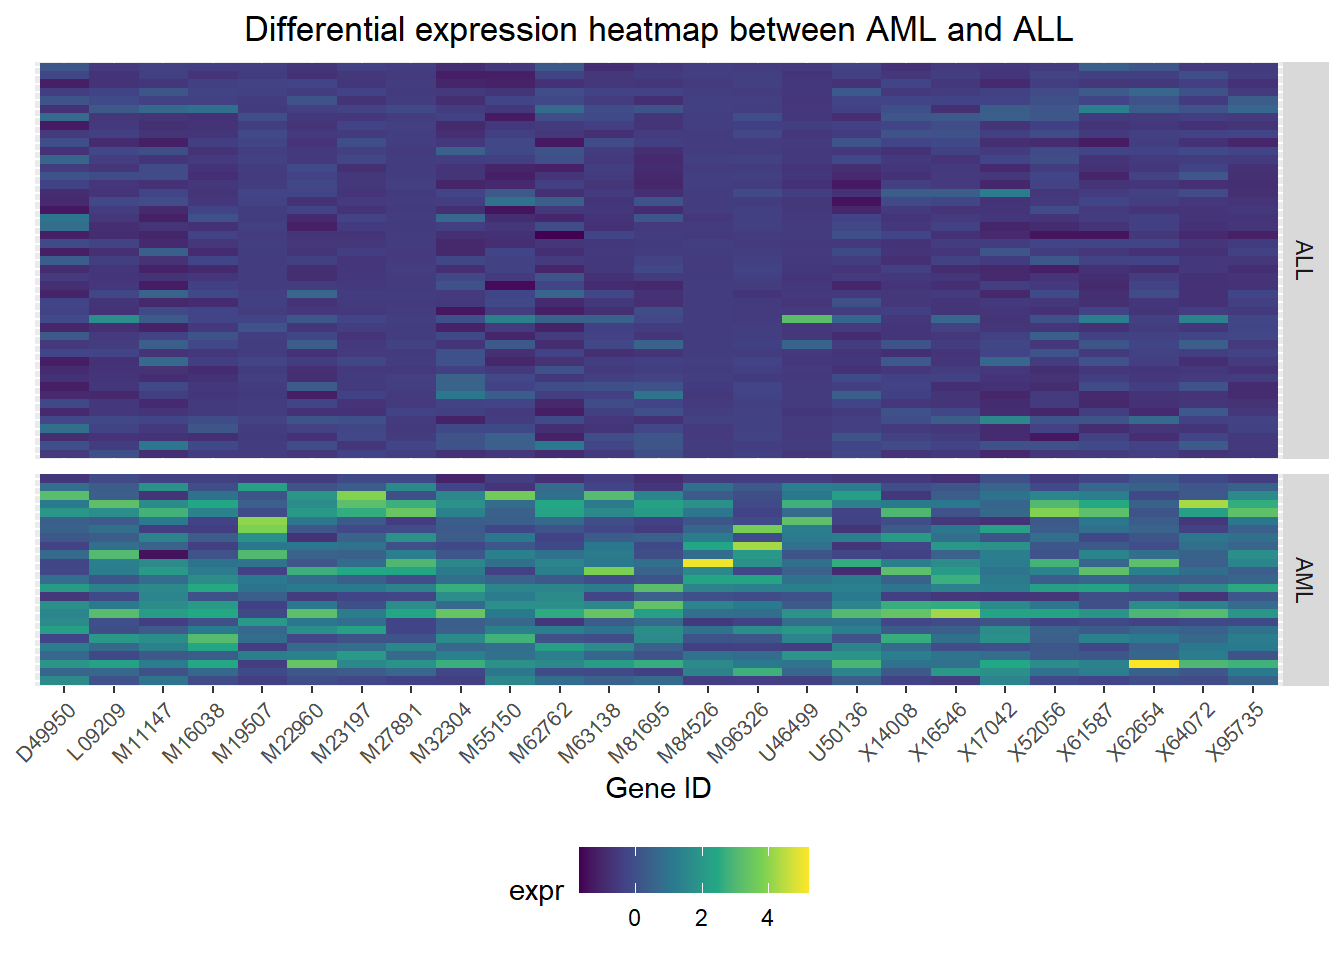 Differential expression heatmap between AML and ALL
ALL
AML
D49950
L09209
M11147
M16038
M19507
M22960
M23197
M27891
M32304
M55150
M62762
M63138
M81695
M84526
M96326
U46499
U50136
X14008
X16546
X17042
X52056
X61587
X62654
X64072
X95735
Gene ID
expr
0 2 4